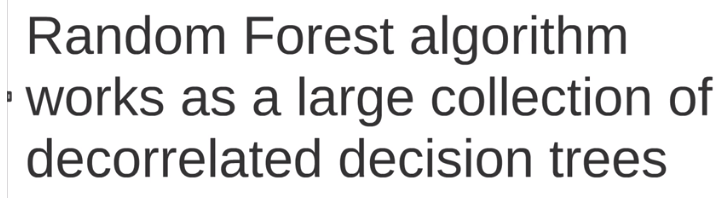 Random Forest algorithm
works as a large collection of
decorrelated decision trees